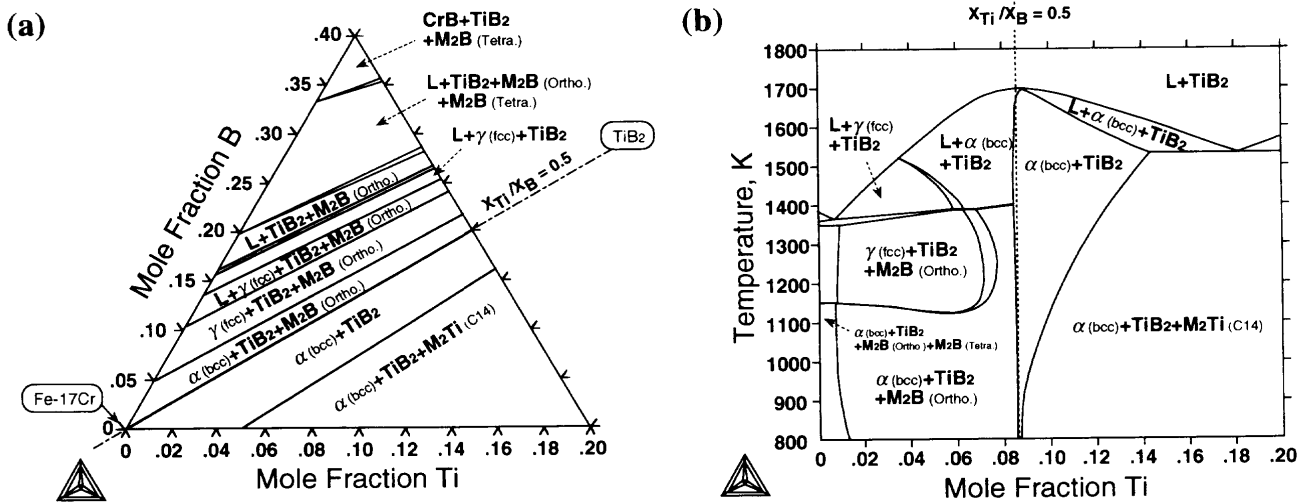 (a)
CrB+TiB2
+M2B (Tetra.)
L+TiB2+M2B (Ortho.)
+M2B (Tetra.)
L+γ(fcc)+TiB2
TiB2
XTi/XB = 0.5
Mole Fraction B
.40
.35
.30
.25
.20
.15
.10
.05
0
L+TiB2+M2B (Ortho.)
L+γ(fcc)+TiB2+M2B (Ortho.)
γ(fcc)+TiB2+M2B (Ortho.)
α(bcc)+TiB2+M2B (Ortho.)
α(bcc)+TiB2
α(bcc)+TiB2+M2Ti (C14)
Fe-17Cr
0 .02 .04 .06 .08 .10 .12 .14 .16 .18 .20
Mole Fraction Ti
(b)
XTi/XB = 0.5
Temperature, K
1800
1700
1600
1500
1400
1300
1200
1100
1000
900
800
L+TiB2
L+γ(fcc)
+TiB2
L+α(bcc)
+TiB2
L+α(bcc)+TiB2
α(bcc)+TiB2
γ(fcc)+TiB2
+M2B (Ortho.)
α(bcc)+TiB2
+M2B (Ortho.)+M2B (Tetra.)
α(bcc)+TiB2
+M2B (Ortho.)
α(bcc)+TiB2+M2Ti (C14)
0 .02 .04 .06 .08 .10 .12 .14 .16 .18 .20
Mole Fraction Ti